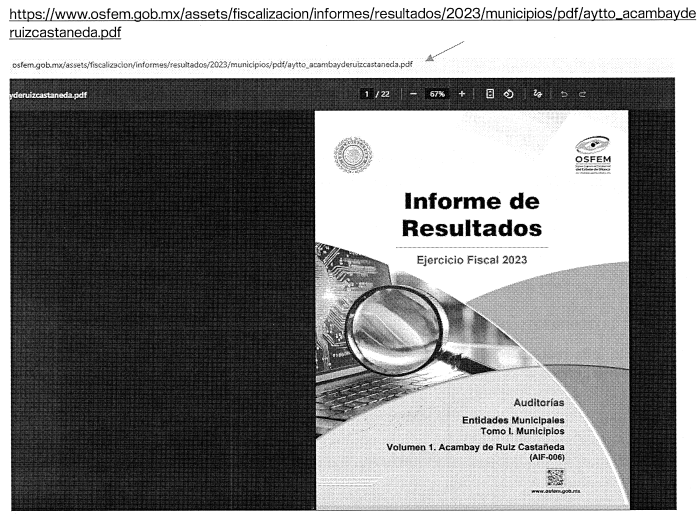 https://www.osfem.gob.mx/assets/fiscalizacion/informes/resultados/2023/municipios/pdf/aytto_acambayde
ruizcastaneda.pdf
osfem.gob.mx/assets/fiscalizacion/informes/resultados/2023/municipios/pdf/aytto_acambayderuizcastaneda.pdf
yderuizcastaneda.pdf
1 / 22
67%
OSFEM
Informe de
Resultados
Ejercicio Fiscal 2023
Auditorías
Entidades Municipales
Tomo I. Municipios
Volumen 1. Acambay de Ruiz Castañeda
(AIF-006)
www.osfem.gob.mx